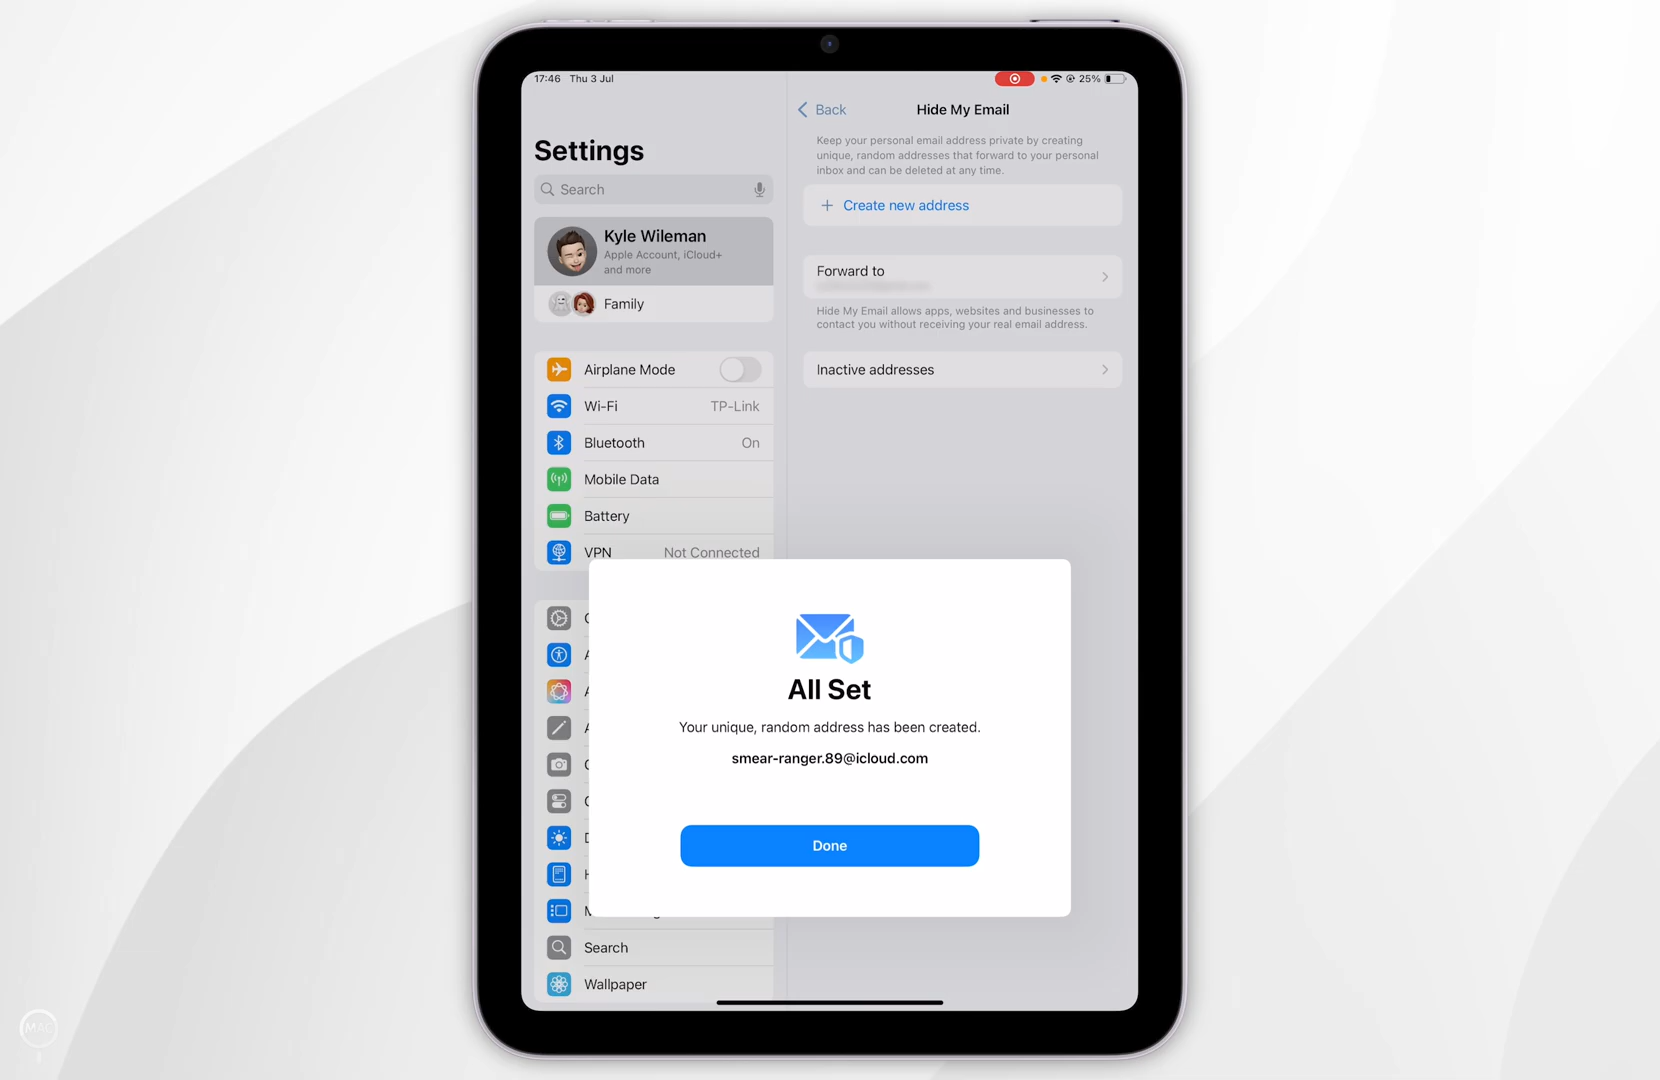 17:46 Thu 3 Jul
25%
Settings
Search
Kyle Wileman
Apple Account, iCloud+
and more
Family
Airplane Mode
Wi-Fi TP-Link
Bluetooth On
Mobile Data
Battery
VPN Not Connected
Search
Wallpaper
Back Hide My Email
Keep your personal email address private by creating
unique, random addresses that forward to your personal
inbox and can be deleted at any time.
+ Create new address
Forward to
Hide My Email allows apps, websites and businesses to
contact you without receiving your real email address.
Inactive addresses
All Set
Your unique, random address has been created.
smear-ranger.89@icloud.com
Done
MAC